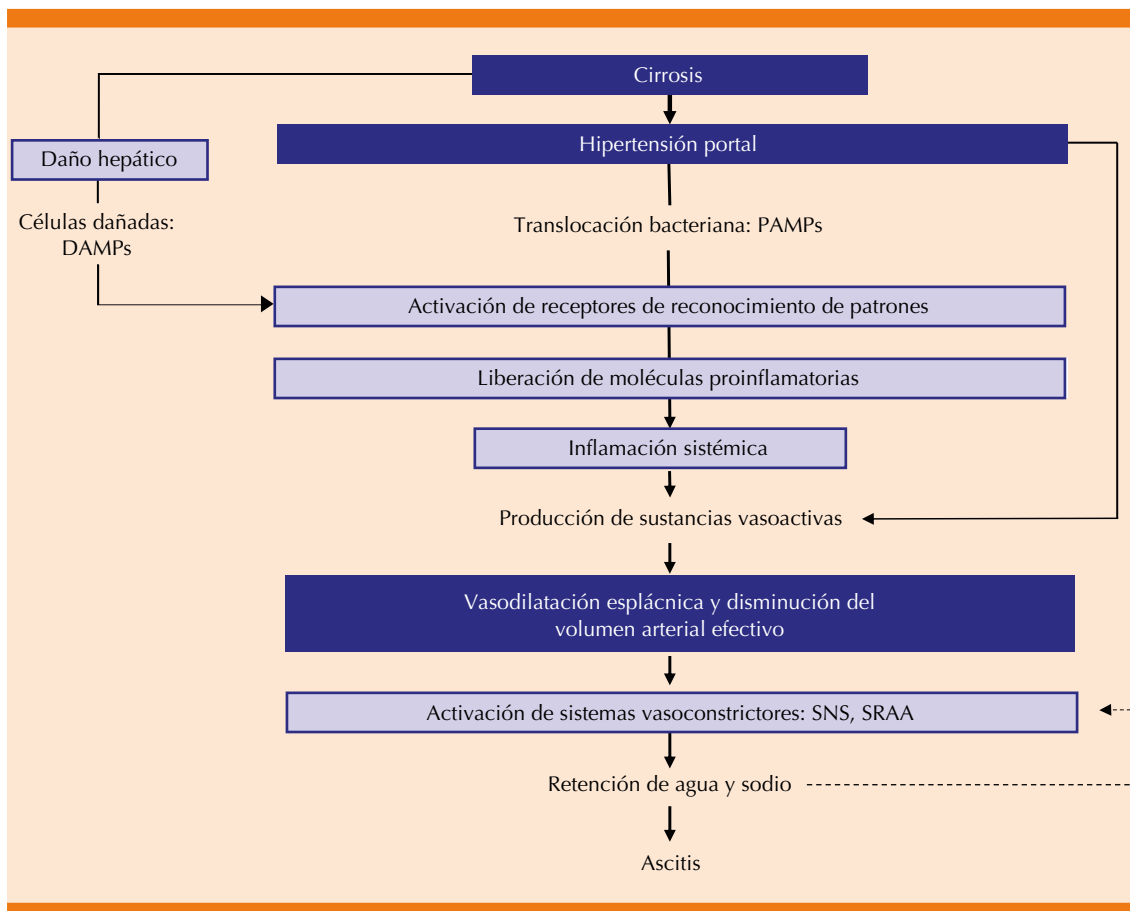 Cirrosis
Hipertensión portal
Daño hepático
Células dañadas:
DAMPs
Translocación bacteriana: PAMPs
Activación de receptores de reconocimiento de patrones
Liberación de moléculas proinflamatorias
Inflamación sistémica
Producción de sustancias vasoactivas
Vasodilatación esplácnica y disminución del
volumen arterial efectivo
Activación de sistemas vasoconstrictores: SNS, SRAA
Retención de agua y sodio
Ascitis